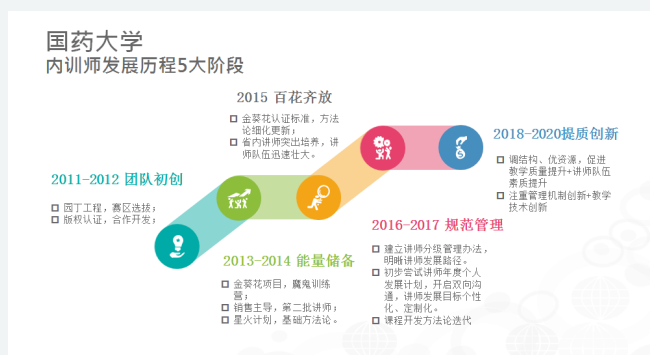 国药大学
内训师发展历程5大阶段
2015 百花齐放
金葵花认证标准，方法
论细化更新；
省内讲师突出培养，讲
师队伍迅速壮大。
2018-2020提质创新
调结构、优资源，促进
教学质量提升+讲师队伍
素质提升
注重管理机制创新+教学
技术创新
2011-2012 团队初创
园丁工程，赛区选拔；
版权认证，合作开发；
2016-2017 规范管理
建立讲师分级管理办法，
明晰讲师发展路径。
初步尝试讲师年度个人
发展计划，开启双向沟
通，讲师发展目标个性
化、定制化。
课程开发方法论迭代
2013-2014 能量储备
金葵花项目，魔鬼训练
营；
销售主导，第二批讲师；
星火计划，基础方法论。